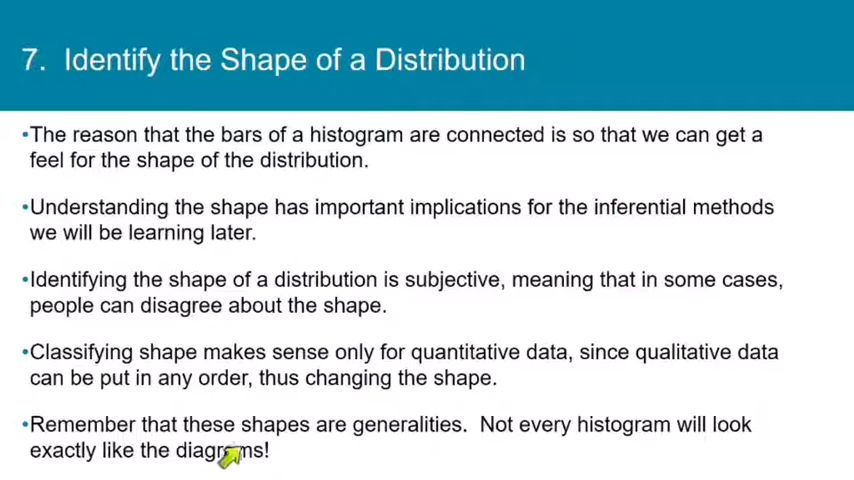 7. Identify the Shape of a Distribution
•The reason that the bars of a histogram are connected is so that we can get a
feel for the shape of the distribution.
•Understanding the shape has important implications for the inferential methods
we will be learning later.
•Identifying the shape of a distribution is subjective, meaning that in some cases,
people can disagree about the shape.
•Classifying shape makes sense only for quantitative data, since qualitative data
can be put in any order, thus changing the shape.
•Remember that these shapes are generalities. Not every histogram will look
exactly like the diagrams!